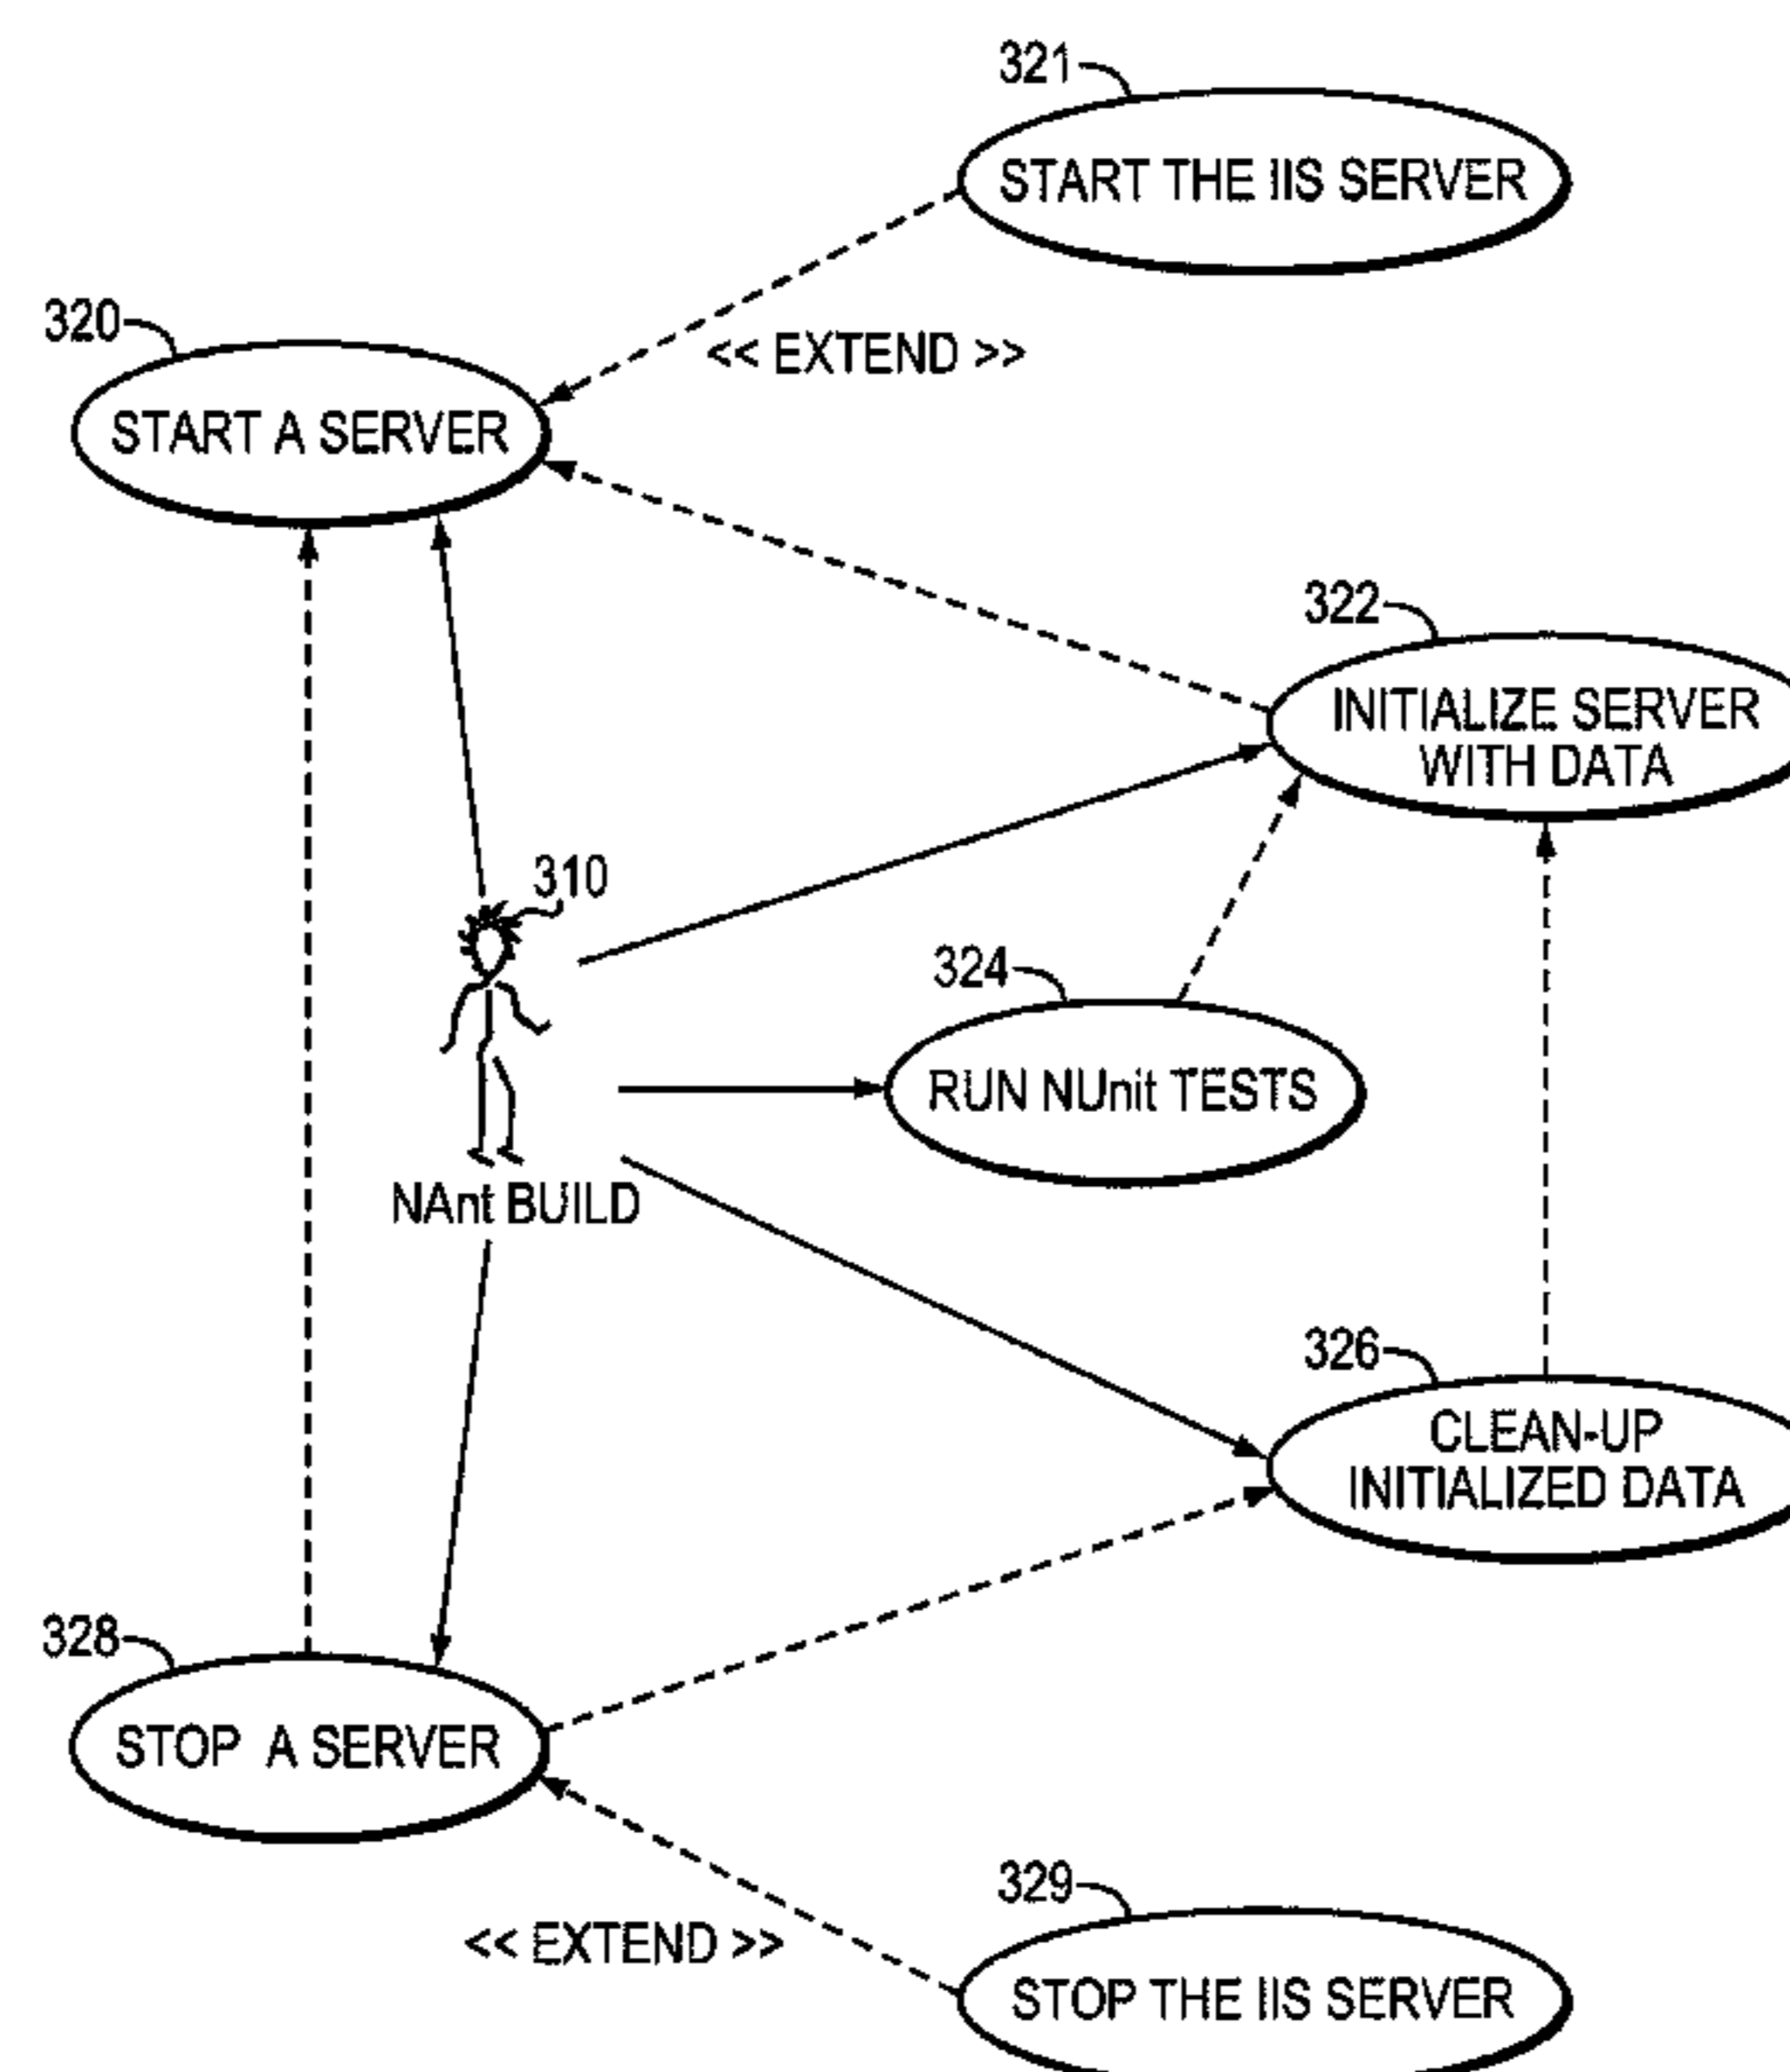 321
START THE IIS SERVER
320
<< EXTEND >>
START A SERVER
322
INITIALIZE SERVER
WITH DATA
310
324
RUN NUnit TESTS
NAnt BUILD
326
CLEAN-UP
INITIALIZED DATA
328
STOP A SERVER
329
<< EXTEND >>
STOP THE IIS SERVER